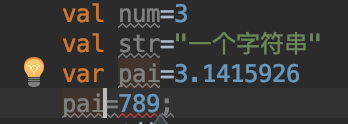 val num=3
val str="一个字符串"
var pai=3.1415926
pai=789;